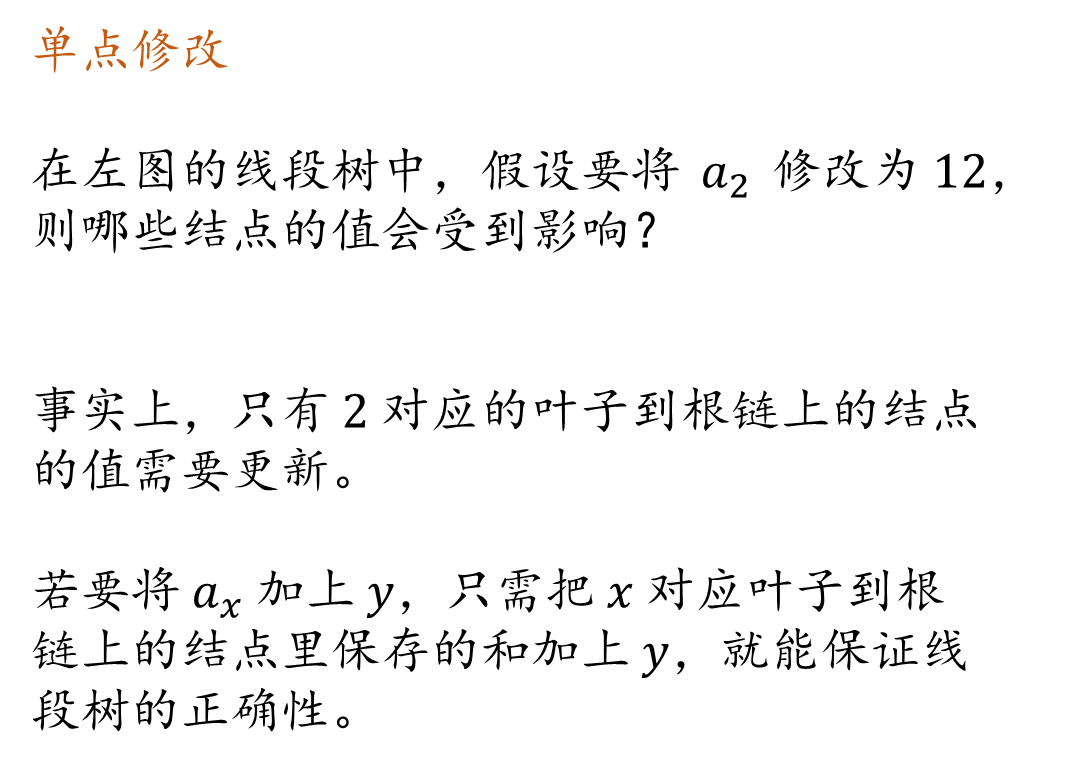 单点修改
在左图的线段树中，假设要将 a₂ 修改为 12，
则哪些结点的值会受到影响？
事实上，只有 2 对应的叶子到根链上的结点
的值需要更新。
若要将 aₓ 加上 y，只需把 x 对应叶子到根
链上的结点里保存的和加上 y，就能保证线
段树的正确性。